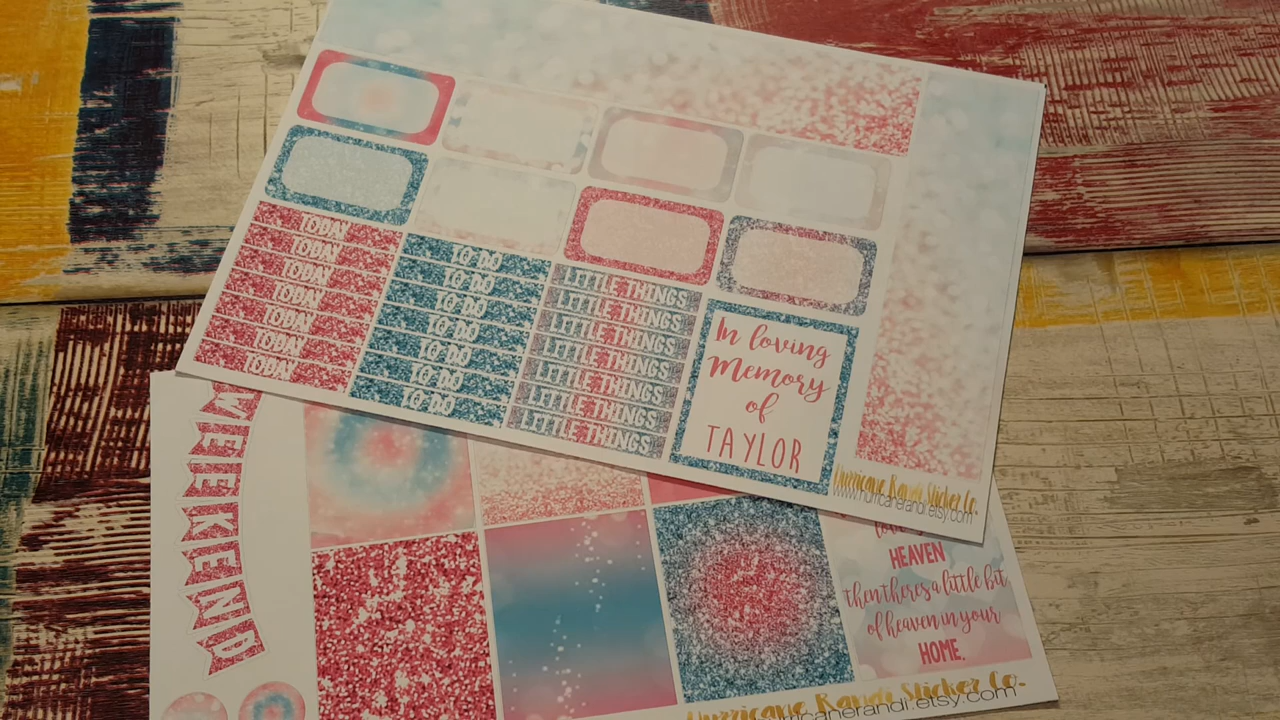 TODAY
TODAY
TODAY
TODAY
TODAY
TODAY
TODAY
TO DO
TO DO
TO DO
TO DO
TO DO
TO DO
TO DO
LITTLE THINGS
LITTLE THINGS
LITTLE THINGS
LITTLE THINGS
LITTLE THINGS
LITTLE THINGS
LITTLE THINGS
In loving
Memory
of
TAYLOR
Hurricane Randi Sticker Co.
www.hurricanerandi.etsy.com
WEEKEND
HEAVEN
then theres a little bit
of heaven in your
HOME.
Hurricane Randi Sticker Co.
hurricanerandi.etsy.com